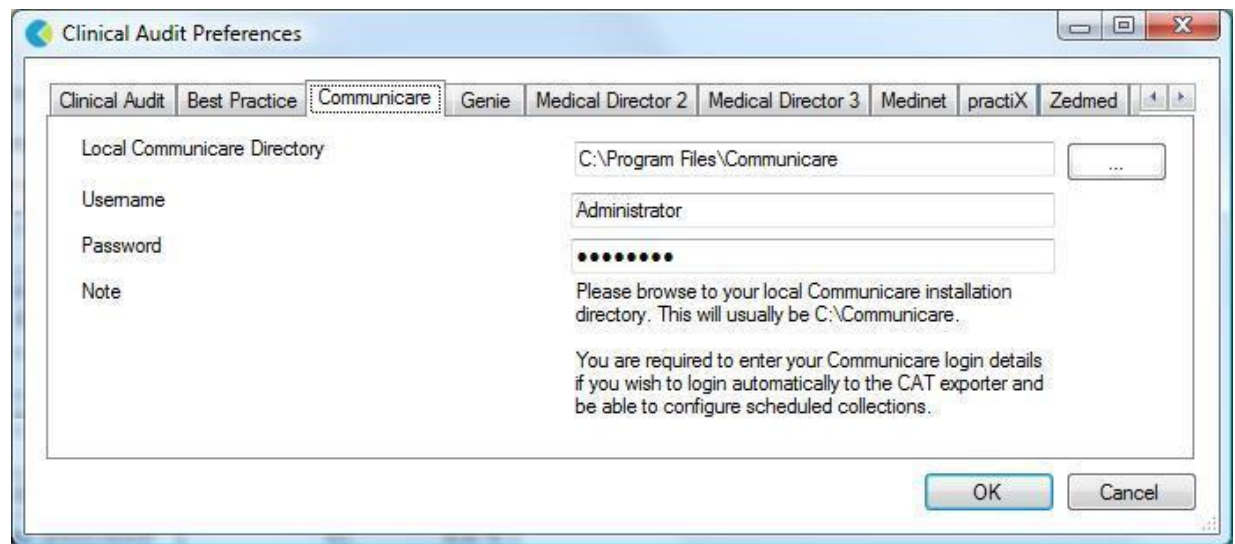 Clinical Audit Preferences
Clinical Audit Best Practice Communicare Genie Medical Director 2 Medical Director 3 Medinet practiX Zedmed
Local Communicare Directory C:\Program Files\Communicare ...
Username Administrator
Password ••••••••
Note Please browse to your local Communicare installation
directory. This will usually be C:\Communicare.
You are required to enter your Communicare login details
if you wish to login automatically to the CAT exporter and
be able to configure scheduled collections.
OK Cancel